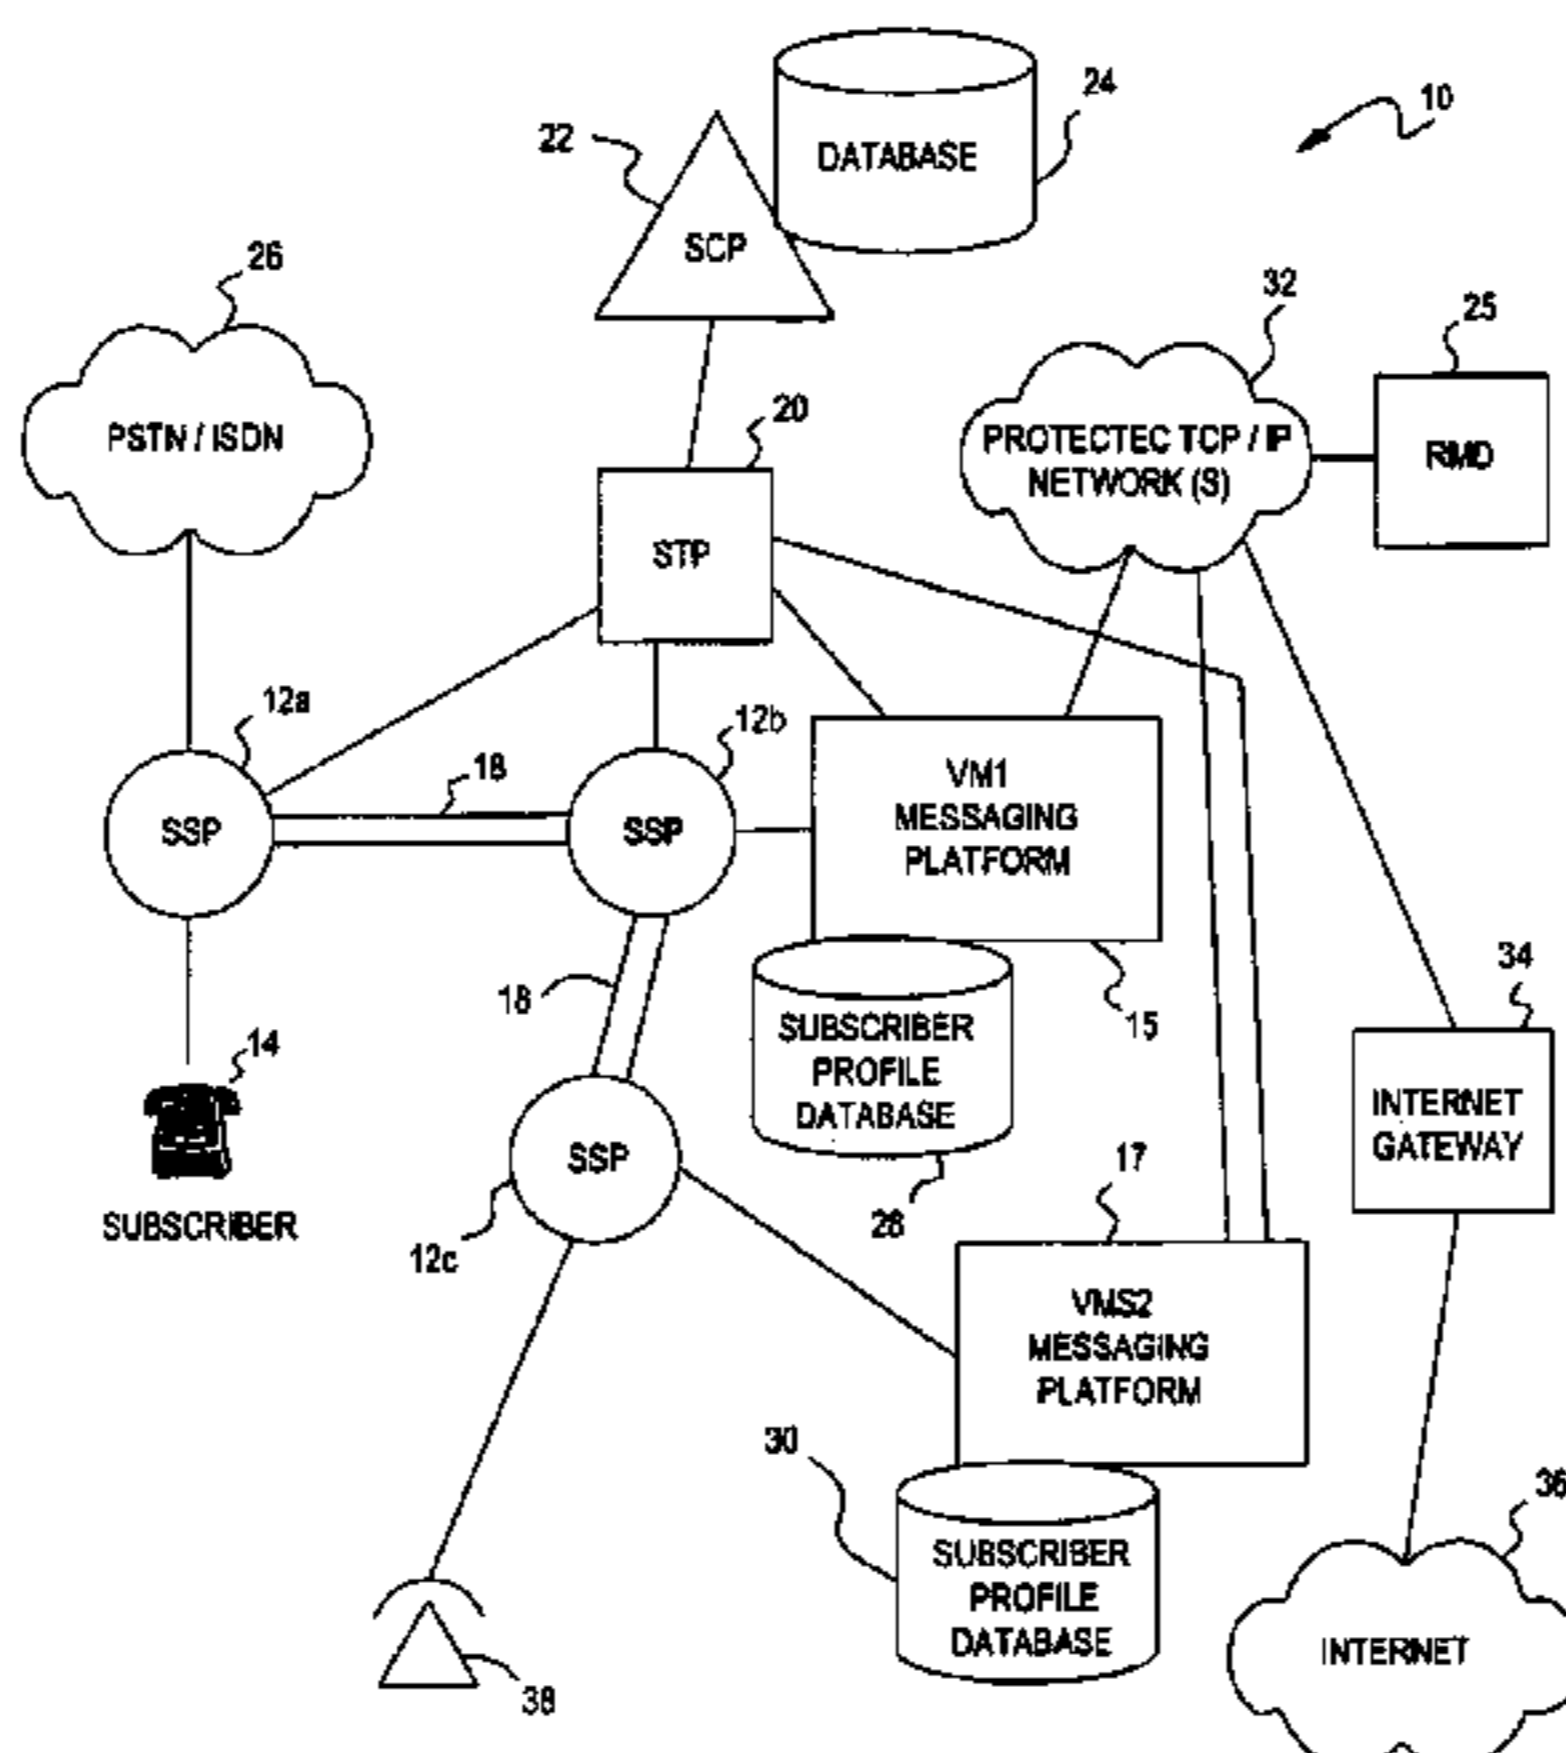 24
10
22
DATABASE
SCP
26
32
25
20
PSTN / ISDN
PROTECTEC TCP / IP
NETWORK (S)
RMD
STP
12a
12b
18
SSP
SSP
VM1
MESSAGING
PLATFORM
18
34
15
14
SUBSCRIBER
PROFILE
DATABASE
INTERNET
GATEWAY
SSP
17
SUBSCRIBER
28
12c
VMS2
MESSAGING
PLATFORM
30
36
SUBSCRIBER
PROFILE
DATABASE
INTERNET
38